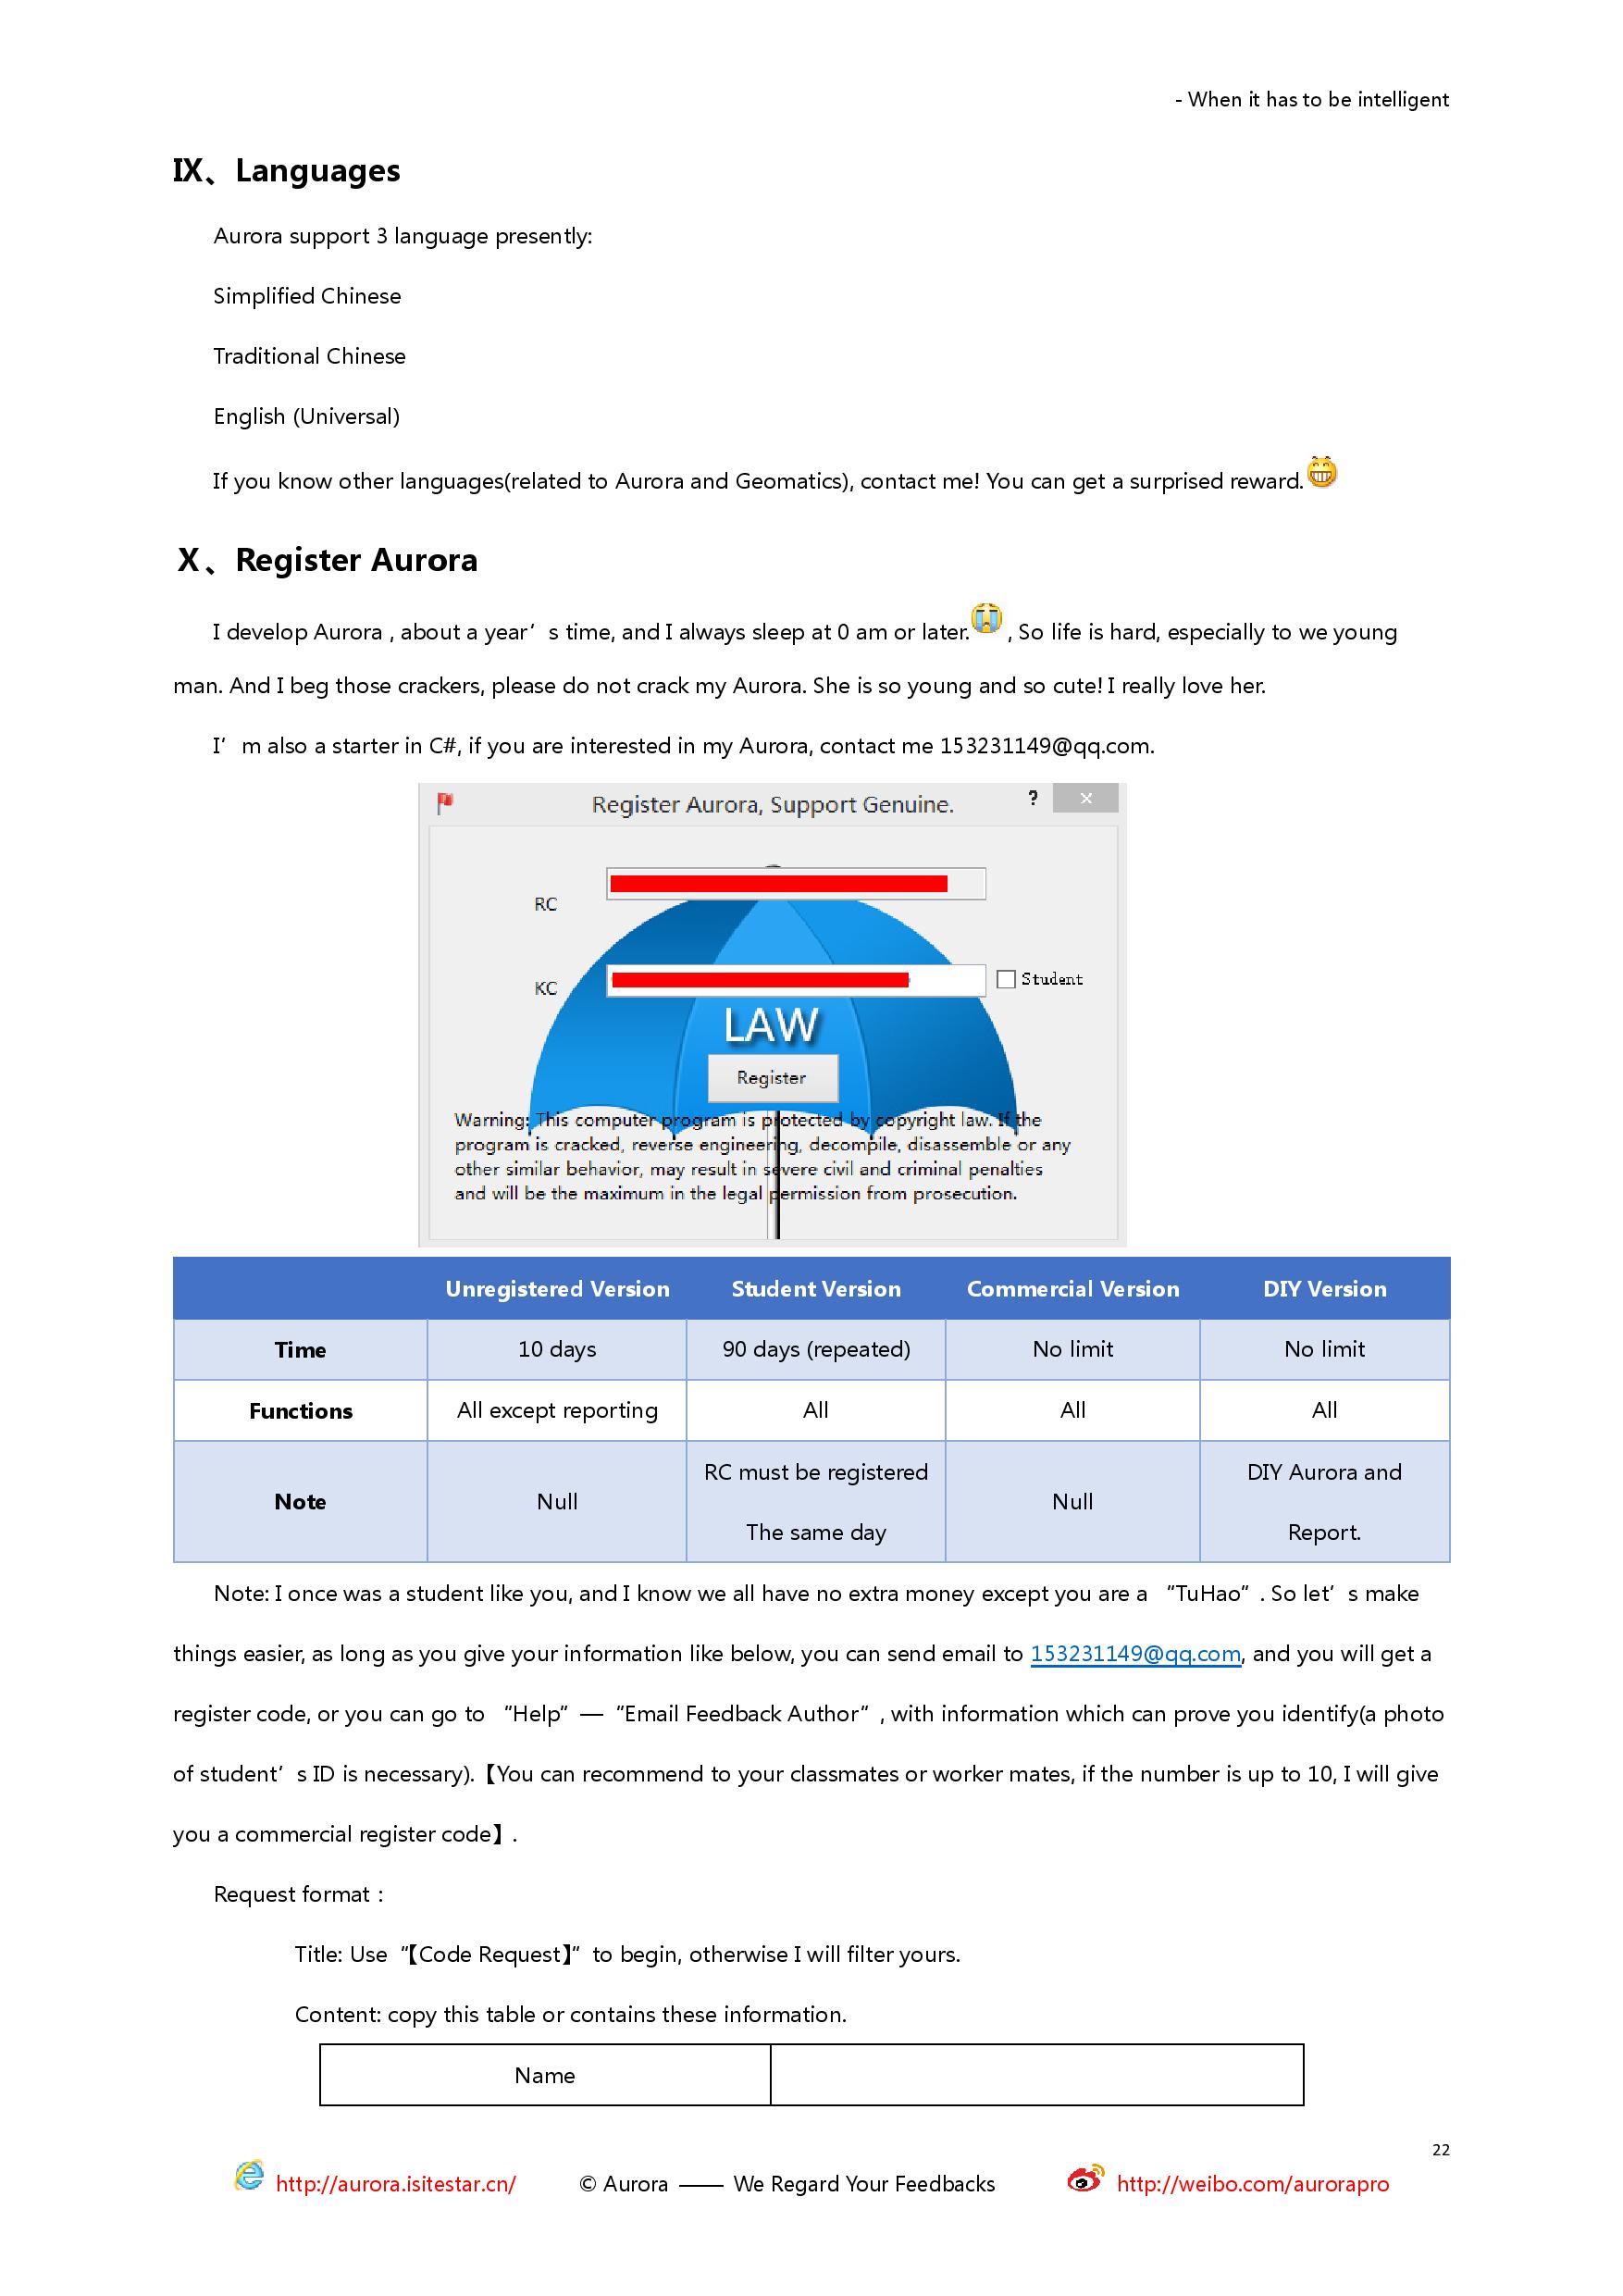 - When it has to be intelligent
IX、Languages
Aurora support 3 language presently:
Simplified Chinese
Traditional Chinese
English (Universal)
If you know other languages(related to Aurora and Geomatics), contact me! You can get a surprised reward.
X、Register Aurora
I develop Aurora , about a year’s time, and I always sleep at 0 am or later. , So life is hard, especially to we young
man. And I beg those crackers, please do not crack my Aurora. She is so young and so cute! I really love her.
I’m also a starter in C#, if you are interested in my Aurora, contact me 153231149@qq.com.
Register Aurora, Support Genuine. ? ×
RC
KC Student
LAW
Register
Warning: This computer program is protected by copyright law. If the
program is cracked, reverse engineering, decompile, disassemble or any
other similar behavior, may result in severe civil and criminal penalties
and will be the maximum in the legal permission from prosecution.
Unregistered Version Student Version Commercial Version DIY Version
Time 10 days 90 days (repeated) No limit No limit
Functions All except reporting All All All
Note Null RC must be registered The same day Null DIY Aurora and Report.
Note: I once was a student like you, and I know we all have no extra money except you are a “TuHao”. So let’s make
things easier, as long as you give your information like below, you can send email to 153231149@qq.com, and you will get a
register code, or you can go to “Help”—“Email Feedback Author”, with information which can prove you identify(a photo
of student’s ID is necessary).【You can recommend to your classmates or worker mates, if the number is up to 10, I will give
you a commercial register code】.
Request format：
Title: Use “【Code Request】” to begin, otherwise I will filter yours.
Content: copy this table or contains these information.
Name
22
http://aurora.isitestar.cn/ © Aurora —— We Regard Your Feedbacks http://weibo.com/aurorapro